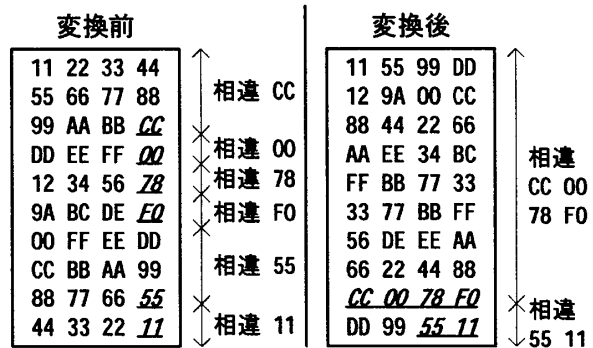 変換前
11 22 33 44
55 66 77 88
99 AA BB CC
DD EE FF 00
12 34 56 78
9A BC DE F0
00 FF EE DD
CC BB AA 99
88 77 66 55
44 33 22 11
相違 CC
相違 00
相違 78
相違 F0
相違 55
相違 11
変換後
11 55 99 DD
12 9A 00 CC
88 44 22 66
AA EE 34 BC
FF BB 77 33
33 77 BB FF
56 DE EE AA
66 22 44 88
CC 00 78 F0
DD 99 55 11
相違
CC 00
78 F0
相違
55 11